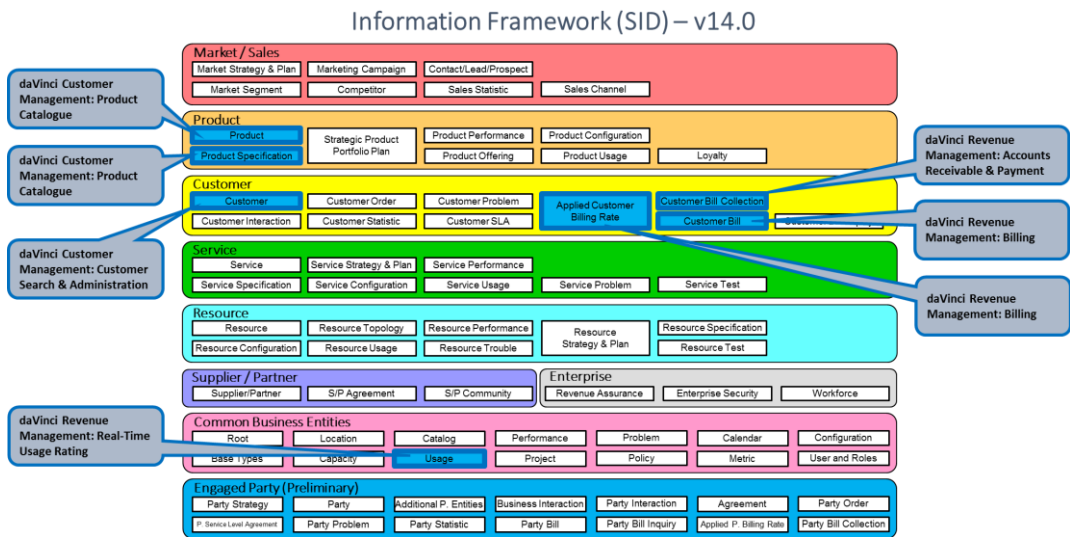 Information Framework (SID) – v14.0
Market / Sales
Market Strategy & Plan
Marketing Campaign
Contact/Lead/Prospect
Market Segment
Competitor
Sales Statistic
Sales Channel
daVinci Customer
Management: Product
Catalogue
Product
Product
Strategic Product
Portfolio Plan
Product Performance
Product Configuration
Product Specification
Product Offering
Product Usage
Loyalty
daVinci Customer
Management: Product
Catalogue
daVinci Revenue
Management: Accounts
Receivable & Payment
Customer
Customer
Customer Order
Customer Problem
Applied Customer
Billing Rate
Customer Bill Collection
Customer Interaction
Customer Statistic
Customer SLA
Customer Bill
daVinci Revenue
Management: Billing
daVinci Customer
Management: Customer
Search & Administration
Service
Service
Service Strategy & Plan
Service Performance
Service Specification
Service Configuration
Service Usage
Service Problem
Service Test
daVinci Revenue
Management: Billing
Resource
Resource
Resource Topology
Resource Performance
Resource
Strategy & Plan
Resource Specification
Resource Configuration
Resource Usage
Resource Trouble
Resource Test
Supplier / Partner
Supplier/Partner
S/P Agreement
S/P Community
Enterprise
Revenue Assurance
Enterprise Security
Workforce
daVinci Revenue
Management: Real-Time
Usage Rating
Common Business Entities
Root
Location
Catalog
Performance
Problem
Calendar
Configuration
Base Types
Capacity
Usage
Project
Policy
Metric
User and Roles
Engaged Party (Preliminary)
Party Strategy
Party
Additional P. Entities
Business Interaction
Party Interaction
Agreement
Party Order
P. Service Level Agreement
Party Problem
Party Statistic
Party Bill
Party Bill Inquiry
Applied P. Billing Rate
Party Bill Collection